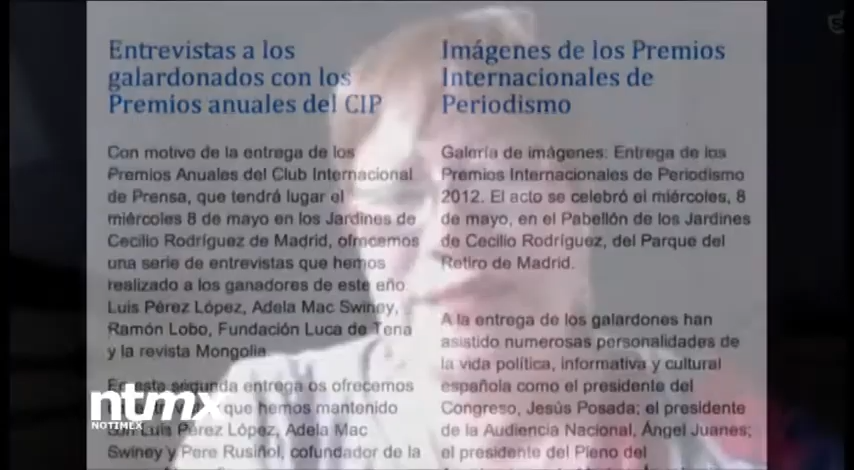 Entrevistas a los
galardonados con los
Premios anuales del CIP
Con motivo de la entrega de los
Premios Anuales del Club Internacional
de Prensa, que tendrá lugar el
miércoles 8 de mayo en los Jardines de
Cecilio Rodríguez de Madrid, ofrecemos
una serie de entrevistas que hemos
realizado a los ganadores de este año.
Luis Pérez López, Adela Mac Swiney,
Ramón Lobo, Fundación Luca de Tena
y la revista Mongolia
En esta segunda entrega os ofrecemos
que hemos mantenido
con Luis Pérez López, Adela Mac
Swiney y Pere Rusiñol, cofundador de la
Imágenes de los Premios
Internacionales de
Periodismo
Galería de imágenes: Entrega de los
Premios Internacionales de Periodismo
2012. El acto se celebró el miércoles, 8
de mayo, en el Pabellón de los Jardines
de Cecilio Rodríguez, del Parque del
Retiro de Madrid.
A la entrega de los galardones han
asistido numerosas personalidades de
la vida política, informativa y cultural
española como el presidente del
Congreso, Jesús Posada; el presidente
de la Audiencia Nacional, Ángel Juanes;
el presidente del Pleno del
ntmx
NOTIMEX